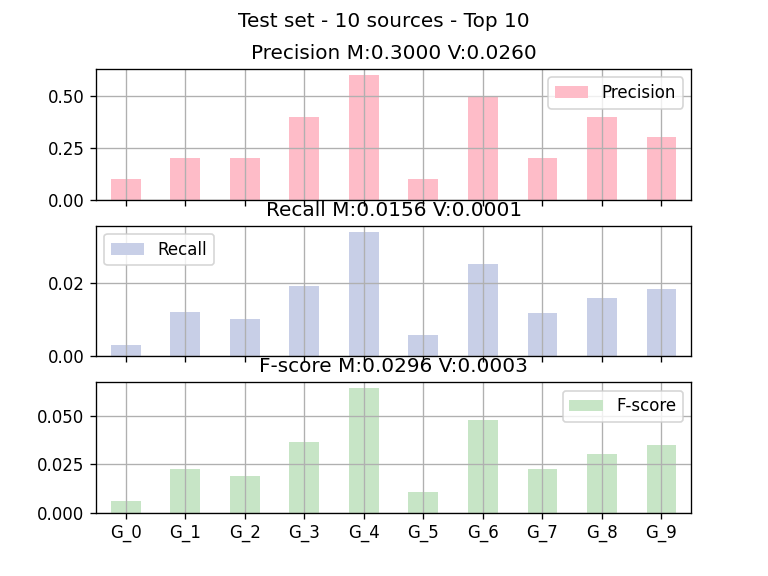 Test set - 10 sources - Top 10
Precision M:0.3000 V:0.0260
0.50
0.25
0.00
Precision
Recall M:0.0156 V:0.0001
0.02
0.00
Recall
F-score M:0.0296 V:0.0003
0.050
0.025
0.000
F-score
G_0 G_1 G_2 G_3 G_4 G_5 G_6 G_7 G_8 G_9